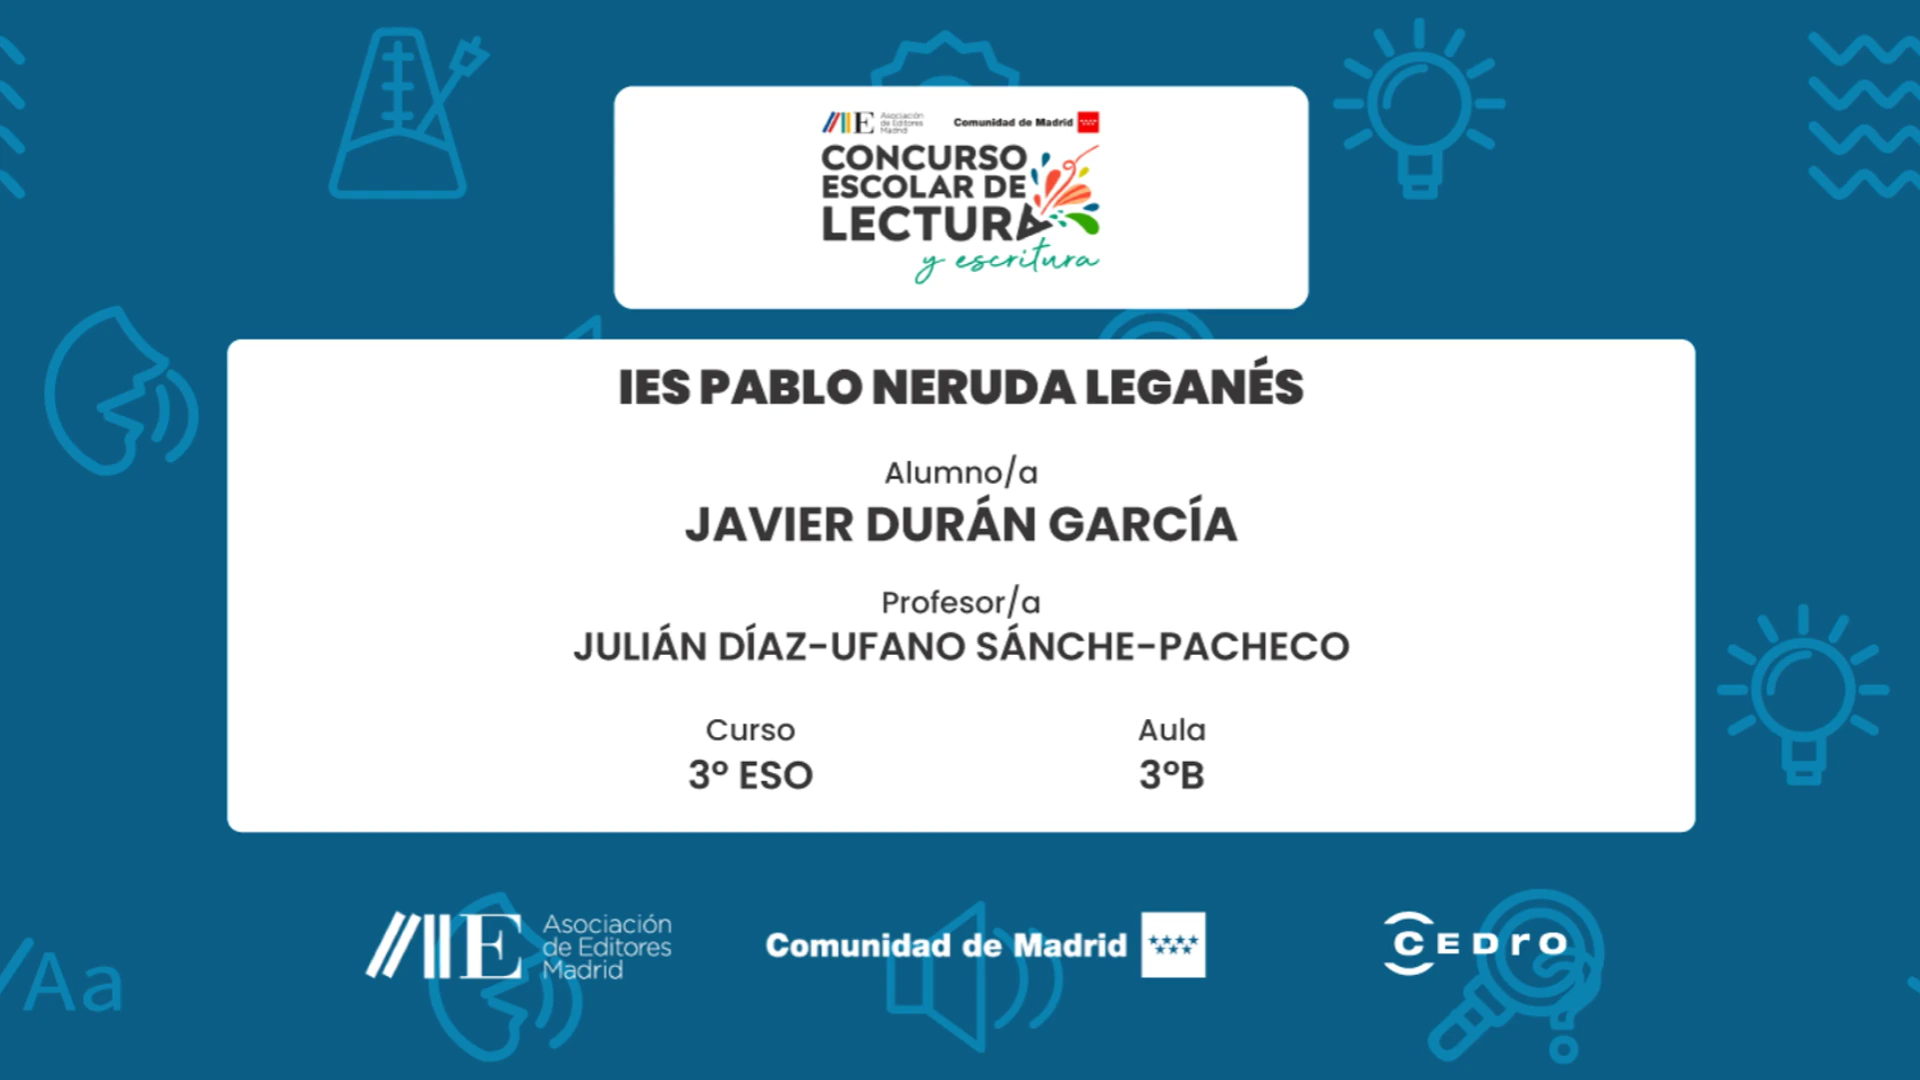 Asociación
de Editores
Madrid
Comunidad de Madrid
CONCURSO
ESCOLAR DE
LECTURA
y escritura
IES PABLO NERUDA LEGANÉS
Alumno/a
JAVIER DURÁN GARCÍA
Profesor/a
JULIÁN DÍAZ-UFANO SÁNCHE-PACHECO
Curso
Aula
3º ESO
3ºB
Asociación
de Editores
Madrid
Comunidad de Madrid
CEDRO
Aa